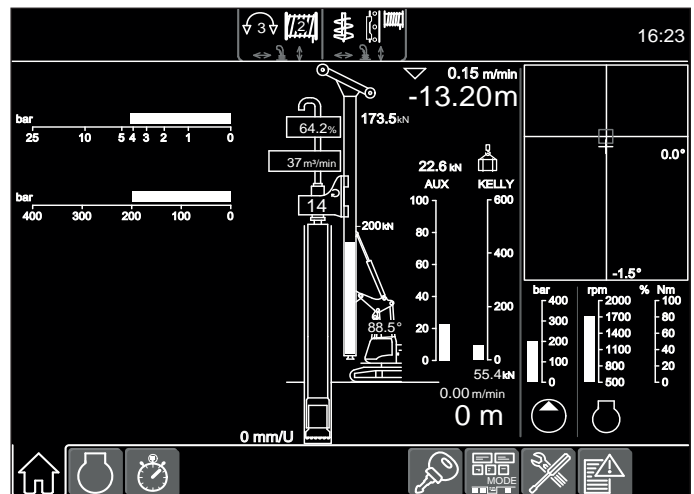 3 2
16:23
0.15 m/min
-13.20m
bar
25 10 5 4 3 2 1 0
64.2%
173.5kN
37 m³/min
0.0°
22.6 kN
AUX KELLY
bar
400 300 200 100 0
14
100 80 60 40 20 0
600 400 200 0
200kN
-1.5°
88.5°
bar rpm % Nm
400 300 200 100 0
2000 1700 1400 1100 800 500
100 80 60 40 20 0
55.4kN
0.00 m/min
0 m
0 mm/U
MODE